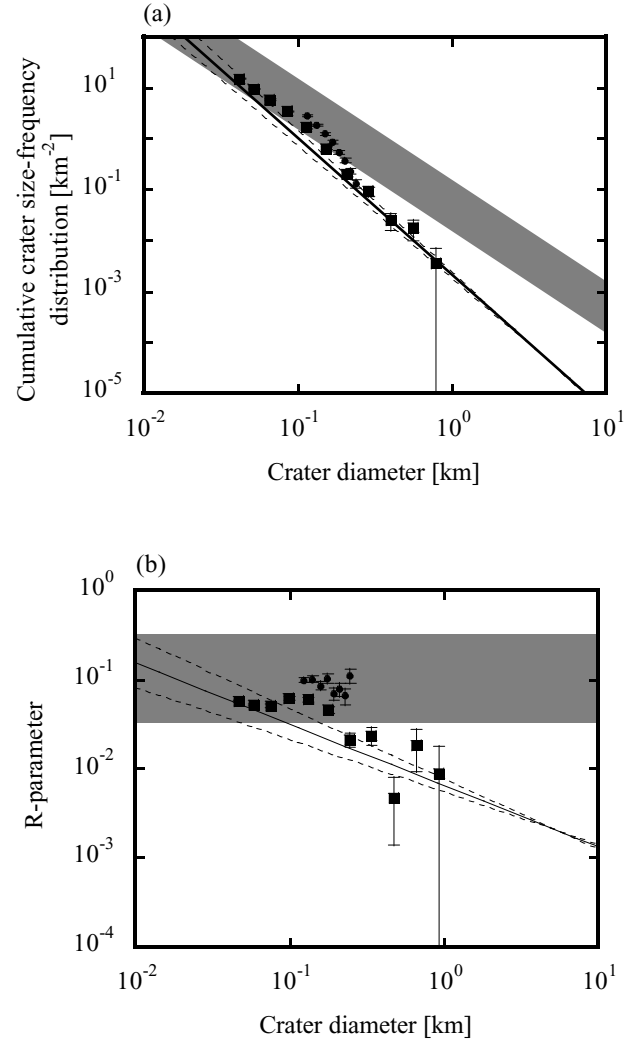 (a)
10^1
10^-1
10^-3
10^-5
10^-2
10^-1
10^0
10^1
Cumulative crater size-frequency
distribution [km^-2]
Crater diameter [km]
(b)
10^0
10^-1
10^-2
10^-3
10^-4
10^-2
10^-1
10^0
10^1
R-parameter
Crater diameter [km]